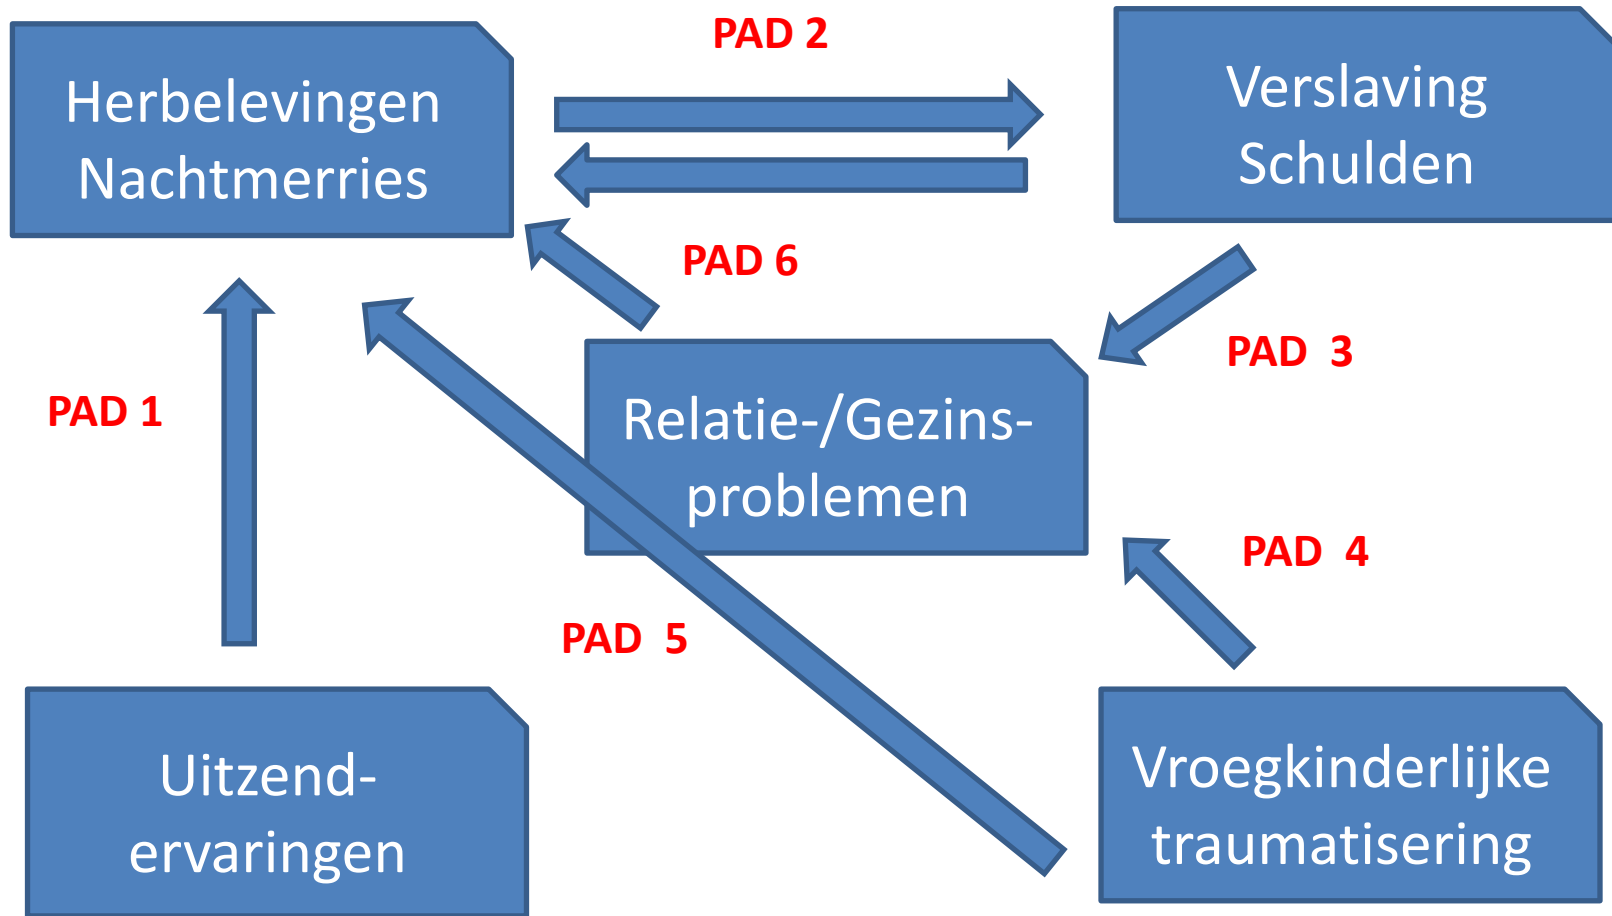 PAD 2
Herbelevingen
Nachtmerries
Verslaving
Schulden
PAD 6
PAD  3
PAD 1
Relatie-/Gezins-
problemen
PAD  4
PAD  5
Uitzend-
ervaringen
Vroegkinderlijke
traumatisering